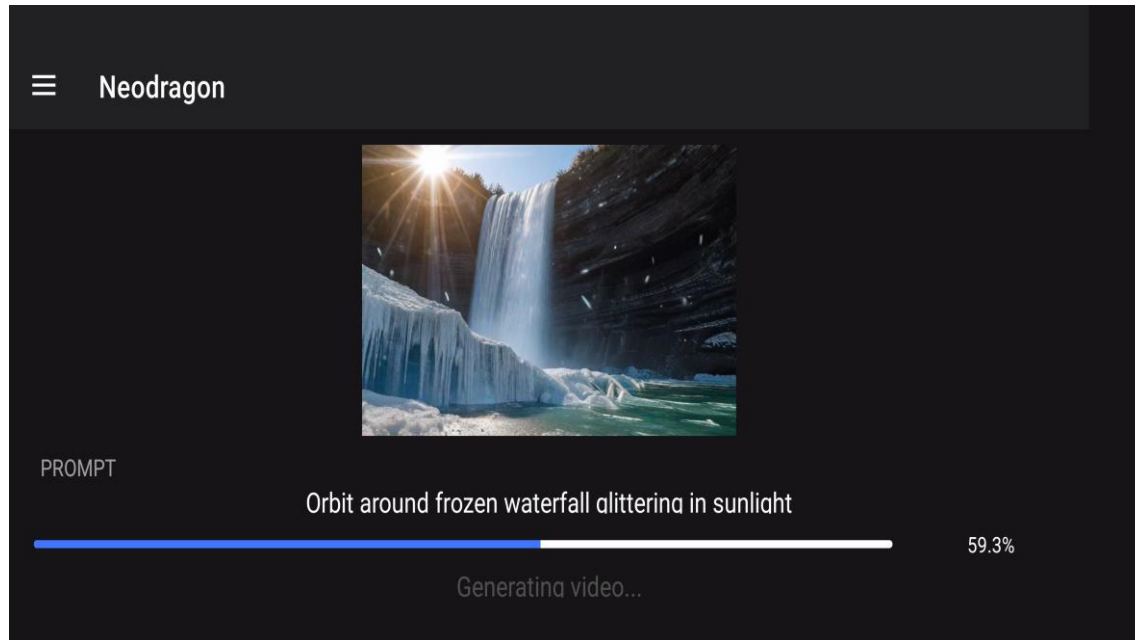 Neodragon
PROMPT
Orbit around frozen waterfall glittering in sunlight
59.3%
Generating video...